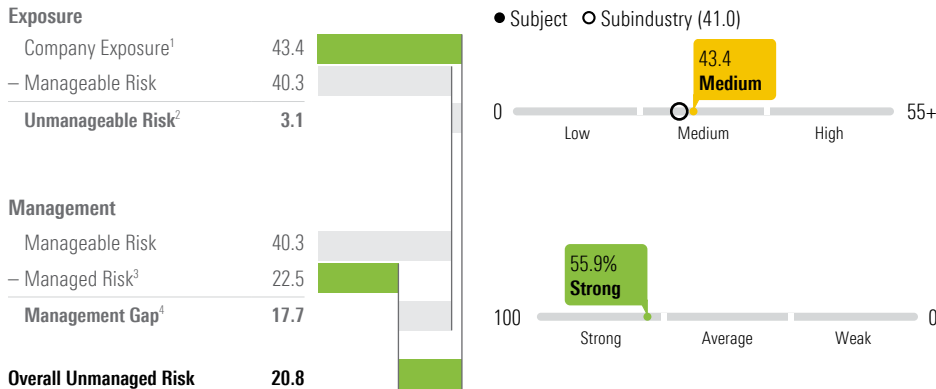 Exposure
Company Exposure¹ 43.4
– Manageable Risk 40.3
Unmanageable Risk² 3.1
Management
Manageable Risk 40.3
– Managed Risk³ 22.5
Management Gap⁴ 17.7
Overall Unmanaged Risk 20.8
● Subject O Subindustry (41.0)
43.4
Medium
0 55+
Low Medium High
55.9%
Strong
100 0
Strong Average Weak